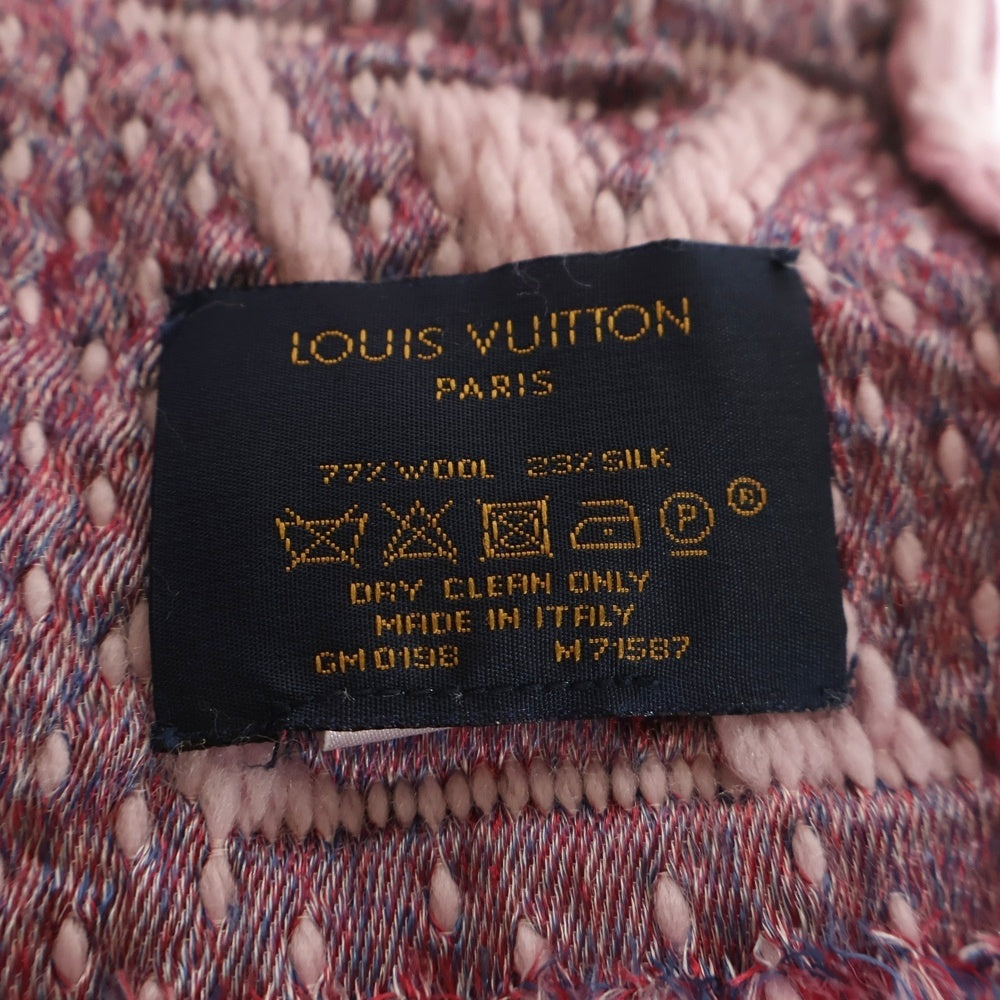 LOUIS VUITTON
PARIS
77% WOOL 23% SILK
P E
DRY CLEAN ONLY
MADE IN ITALY
GM0198 M71587